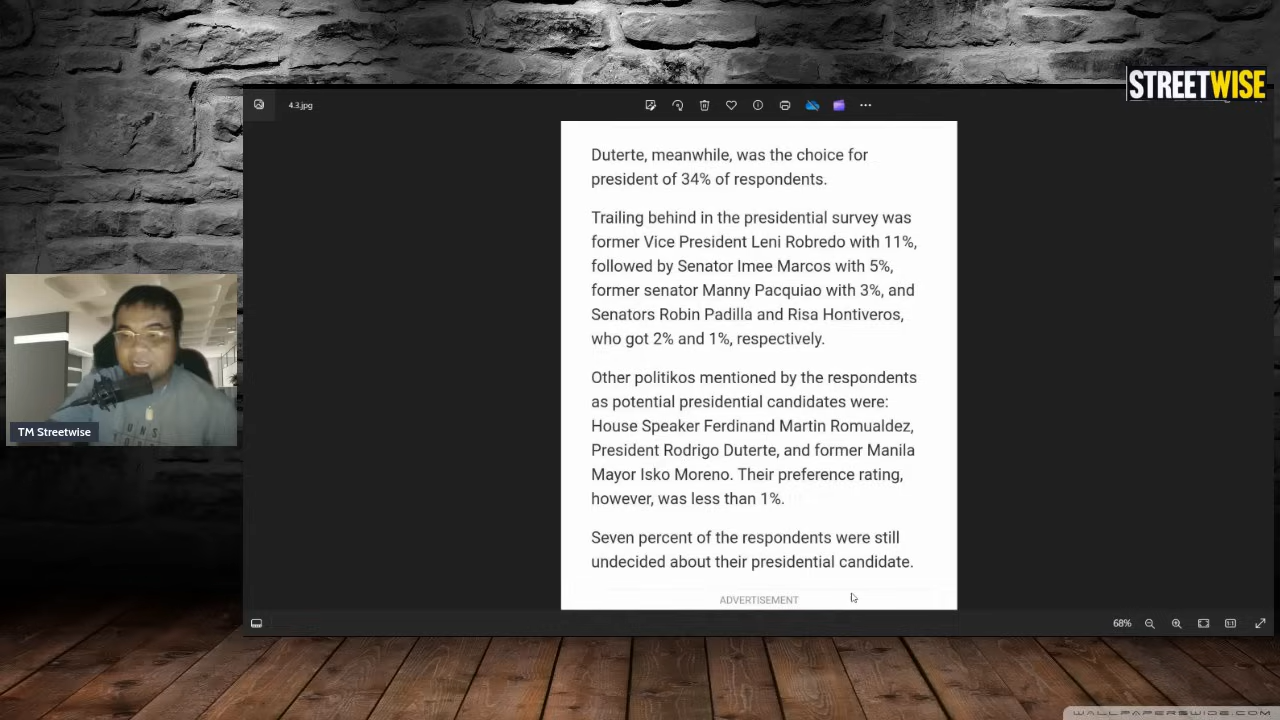 STREETWISE
4.3.jpg
Duterte, meanwhile, was the choice for
president of 34% of respondents.
Trailing behind in the presidential survey was
former Vice President Leni Robredo with 11%,
followed by Senator Imee Marcos with 5%,
former senator Manny Pacquiao with 3%, and
Senators Robin Padilla and Risa Hontiveros,
who got 2% and 1%, respectively.
Other politikos mentioned by the respondents
as potential presidential candidates were:
House Speaker Ferdinand Martin Romualdez,
President Rodrigo Duterte, and former Manila
Mayor Isko Moreno. Their preference rating,
however, was less than 1%.
Seven percent of the respondents were still
undecided about their presidential candidate.
ADVERTISEMENT
TM Streetwise
68%
WALLPAPERSWIDE.COM